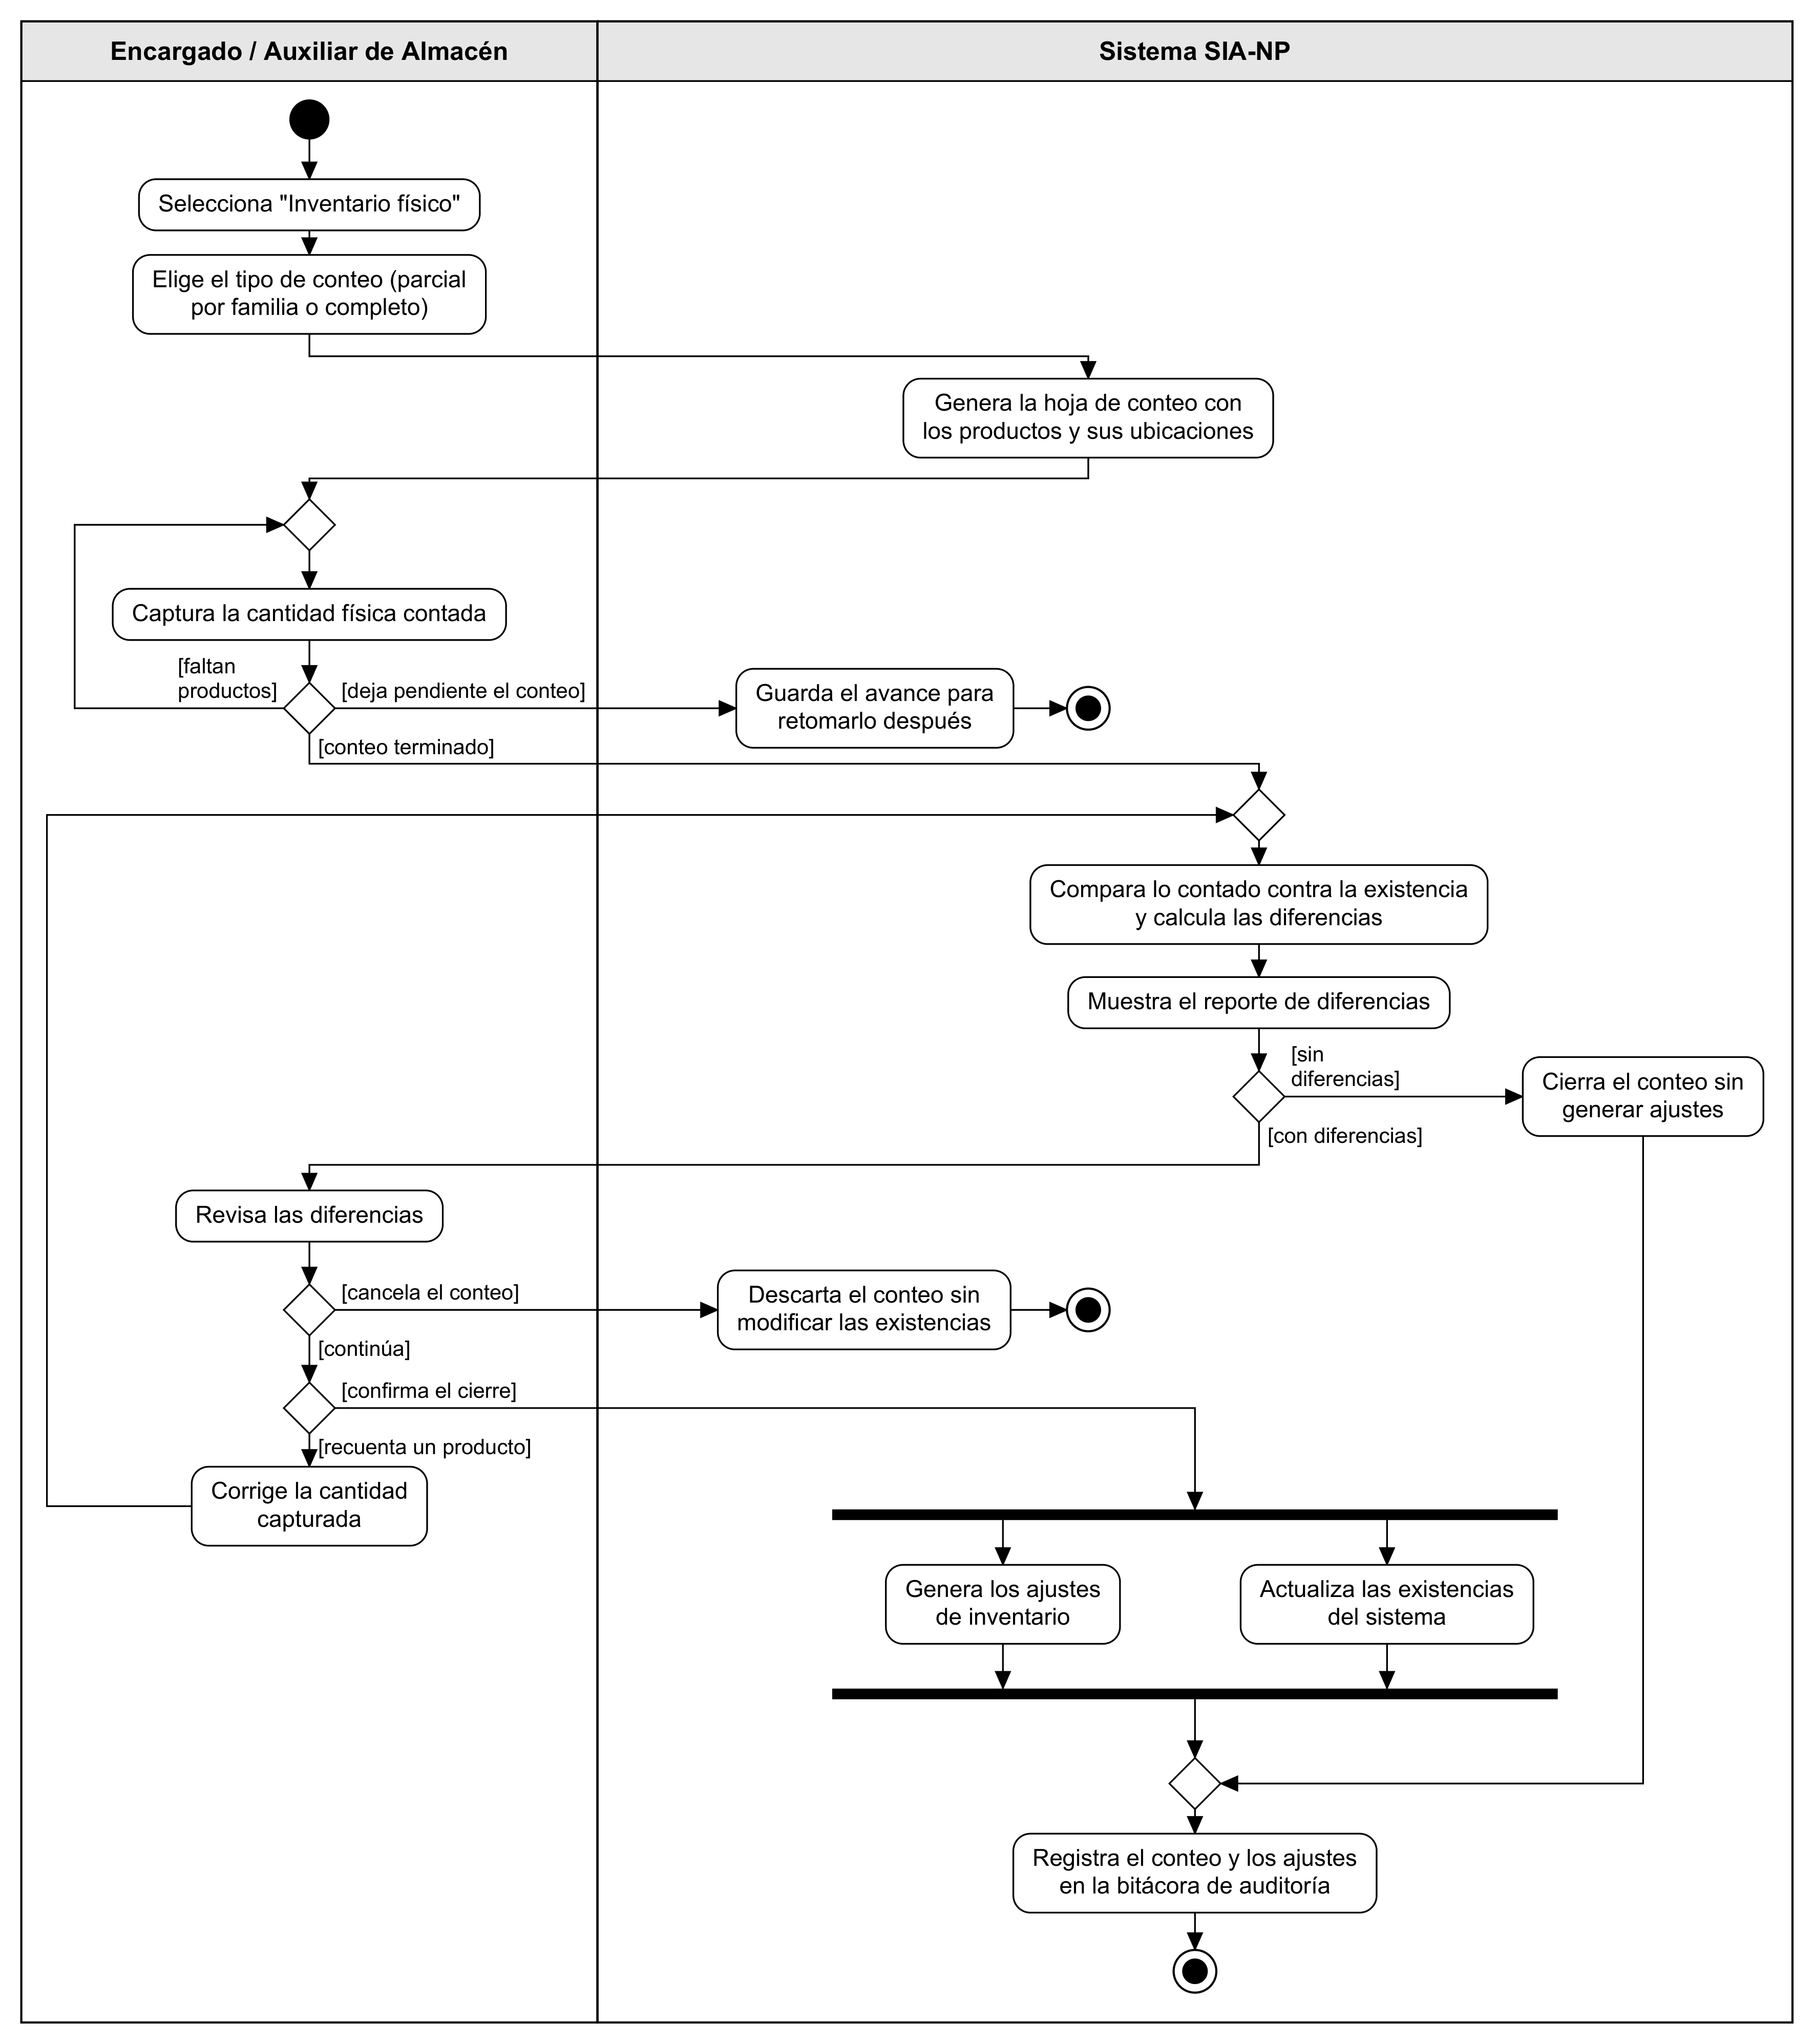 Encargado / Auxiliar de Almacén
Sistema SIA-NP
Selecciona "Inventario físico"
Elige el tipo de conteo (parcial
por familia o completo)
Genera la hoja de conteo con
los productos y sus ubicaciones
Captura la cantidad física contada
[faltan
productos]
[deja pendiente el conteo]
Guarda el avance para
retomarlo después
[conteo terminado]
Compara lo contado contra la existencia
y calcula las diferencias
Muestra el reporte de diferencias
[sin
diferencias]
Cierra el conteo sin
generar ajustes
[con diferencias]
Revisa las diferencias
[cancela el conteo]
Descarta el conteo sin
modificar las existencias
[continúa]
[confirma el cierre]
[recuenta un producto]
Corrige la cantidad
capturada
Genera los ajustes
de inventario
Actualiza las existencias
del sistema
Registra el conteo y los ajustes
en la bitácora de auditoría